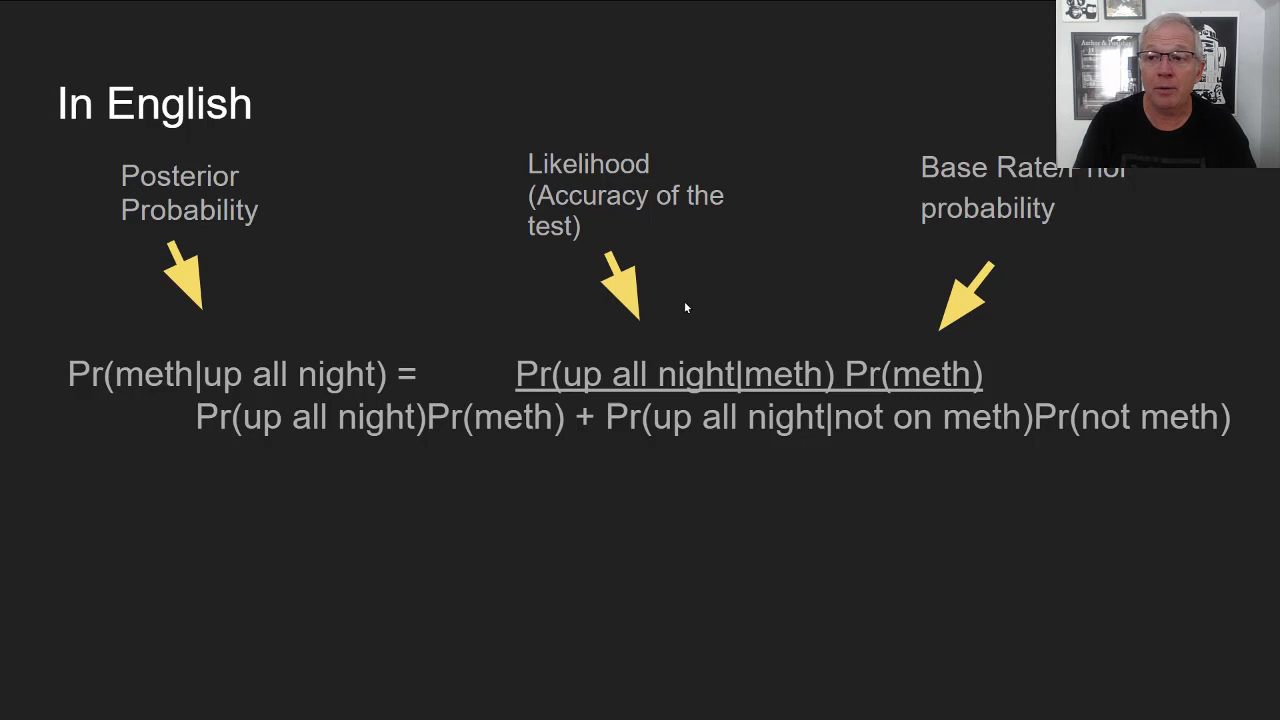 In English
Posterior
Probability
Likelihood
(Accuracy of the
test)
Base Rate/
probability
Pr(meth|up all night) = Pr(up all night|meth) Pr(meth)
Pr(up all night)Pr(meth) + Pr(up all night|not on meth)Pr(not meth)